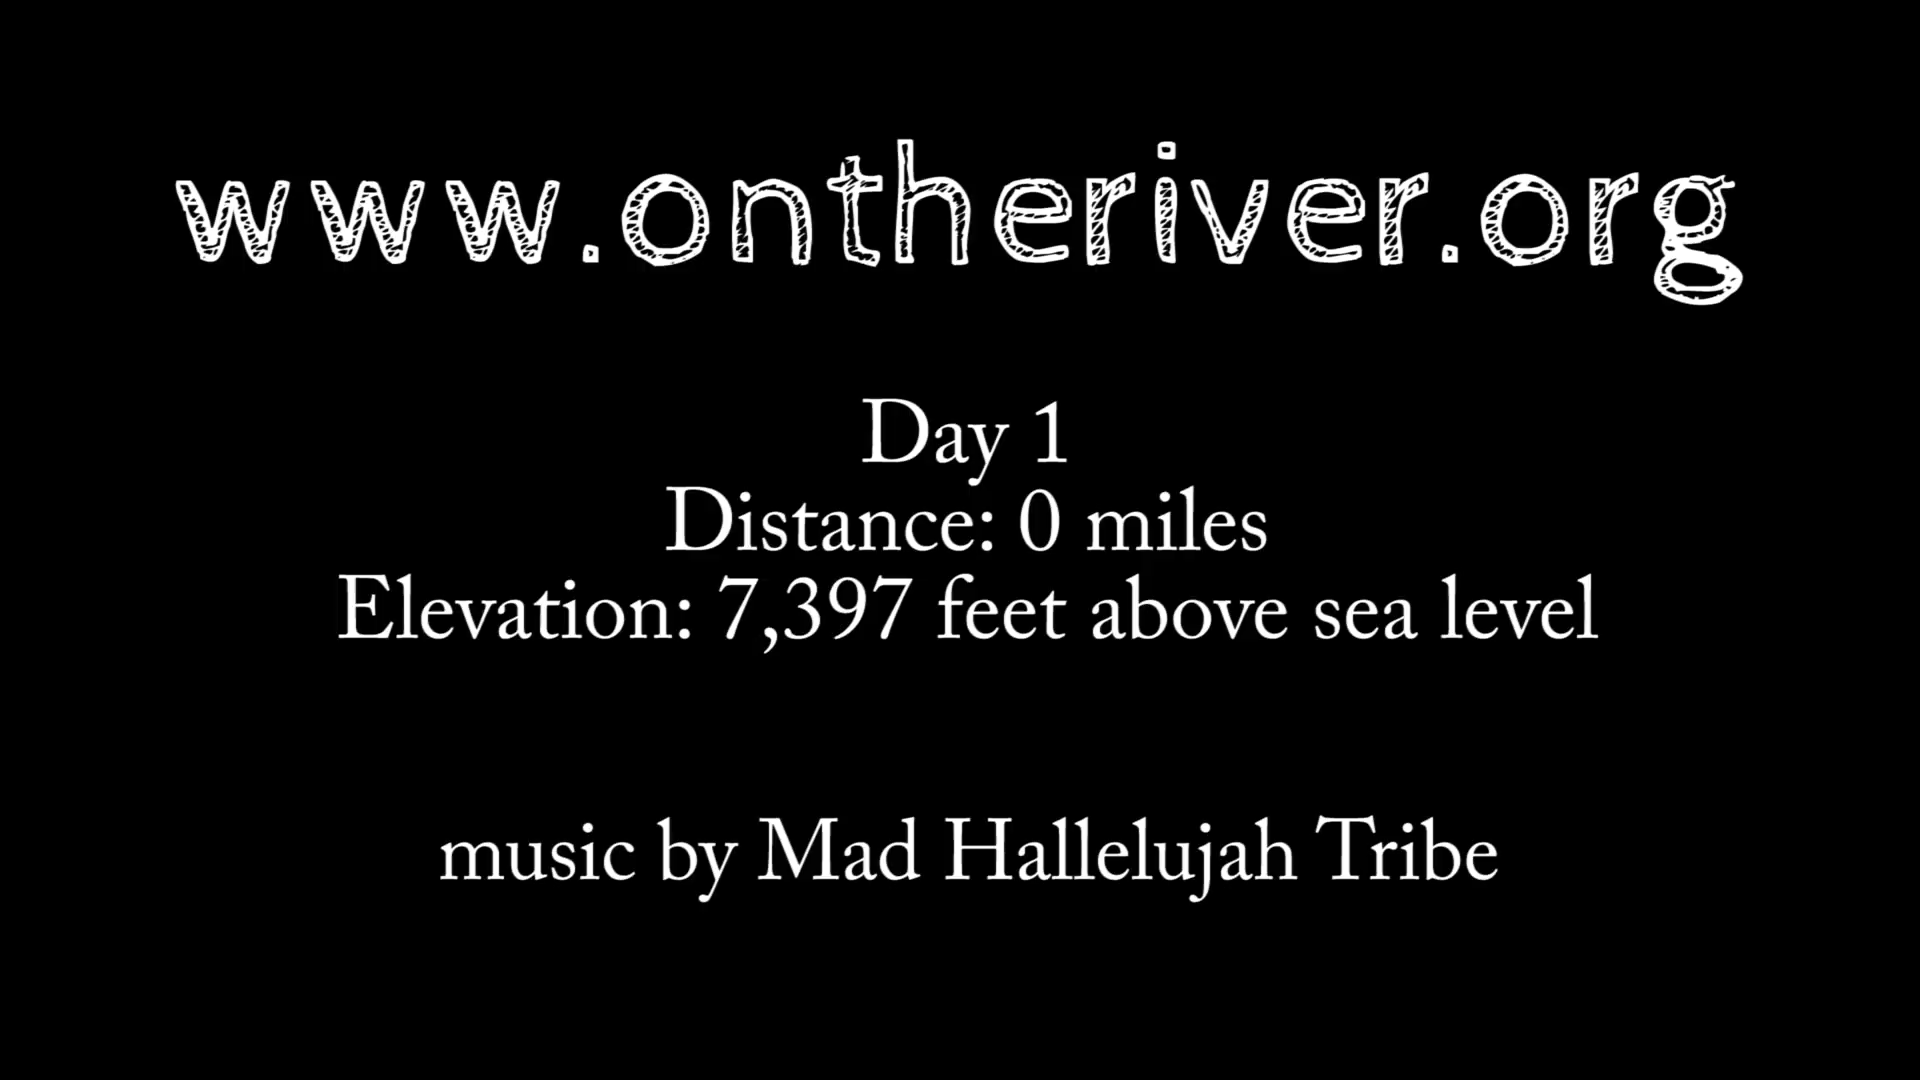 www.ontheriver.org
Day 1
Distance: 0 miles
Elevation: 7,397 feet above sea level
music by Mad Hallelujah Tribe